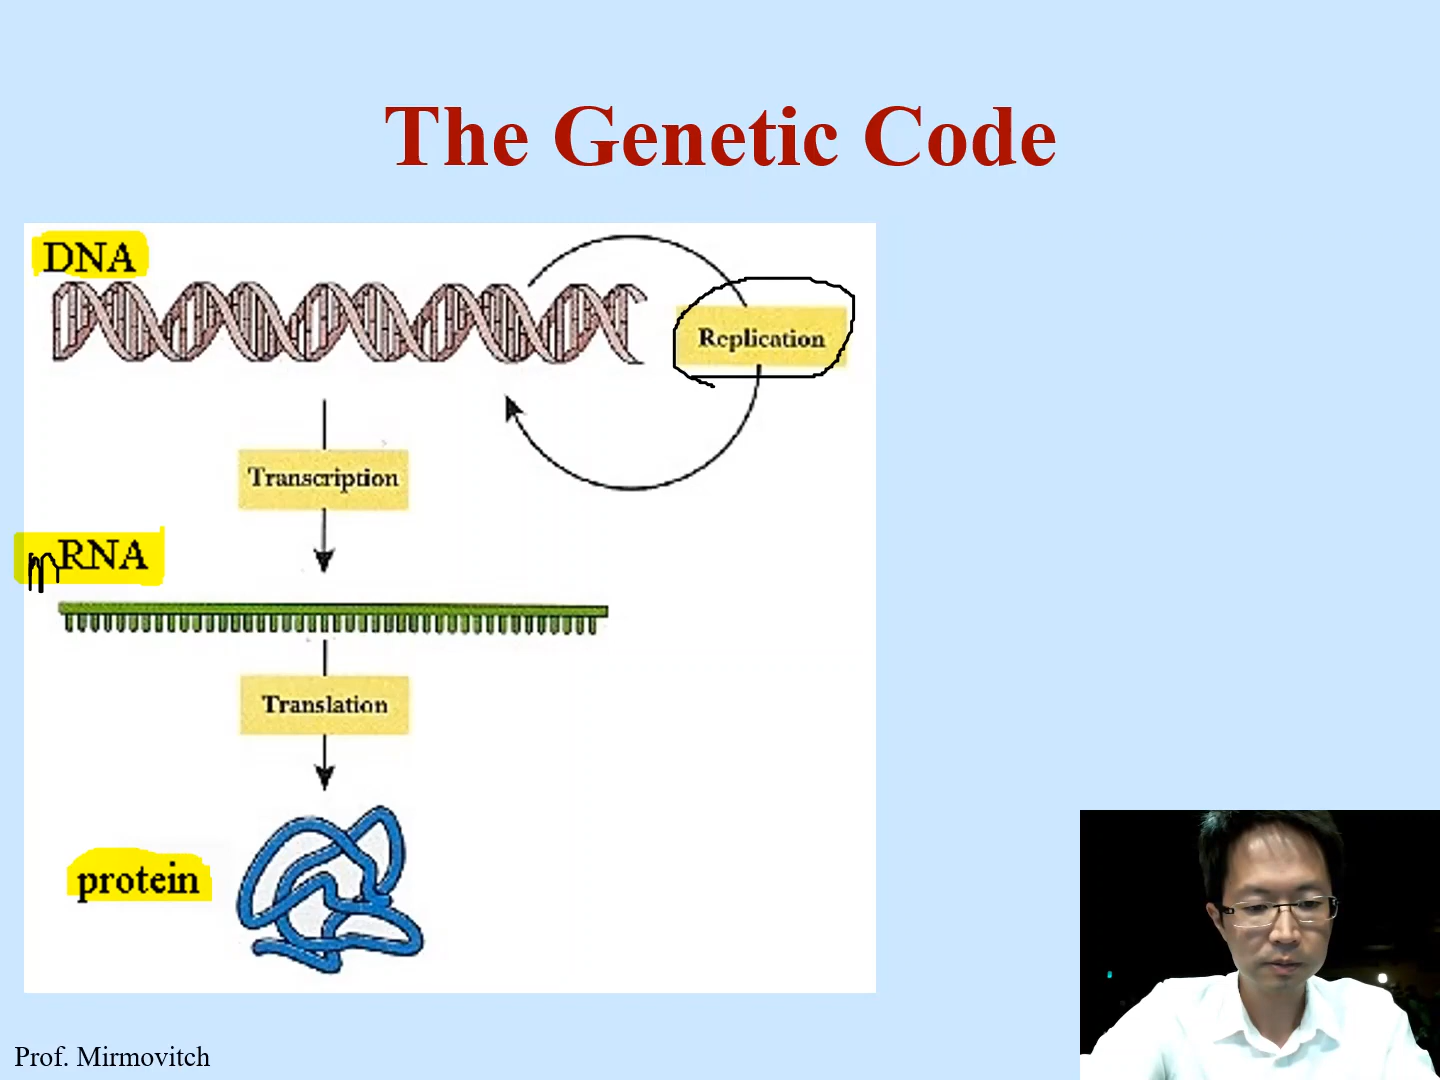 The Genetic Code
DNA
Replication
Transcription
mRNA
Translation
protein
Prof. Mirmovitch